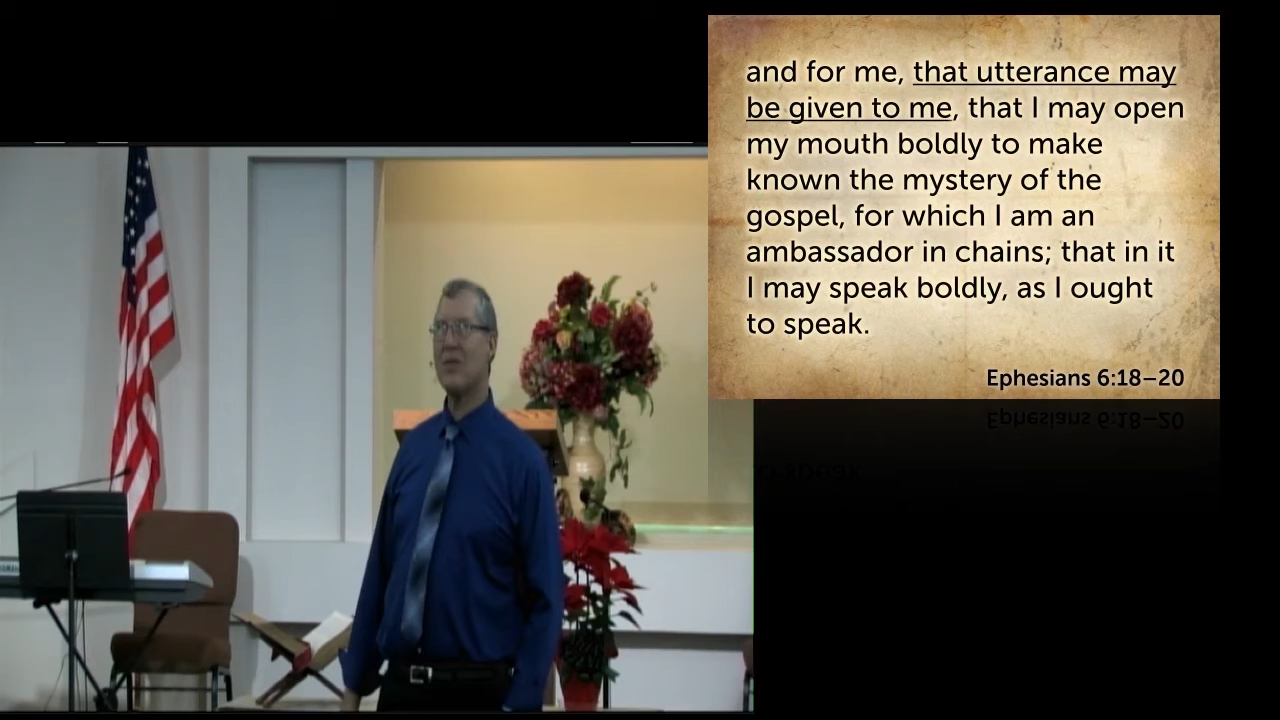 and for me, that utterance may
be given to me, that I may open
my mouth boldly to make
known the mystery of the
gospel, for which I am an
ambassador in chains; that in it
I may speak boldly, as I ought
to speak.
Ephesians 6:18–20